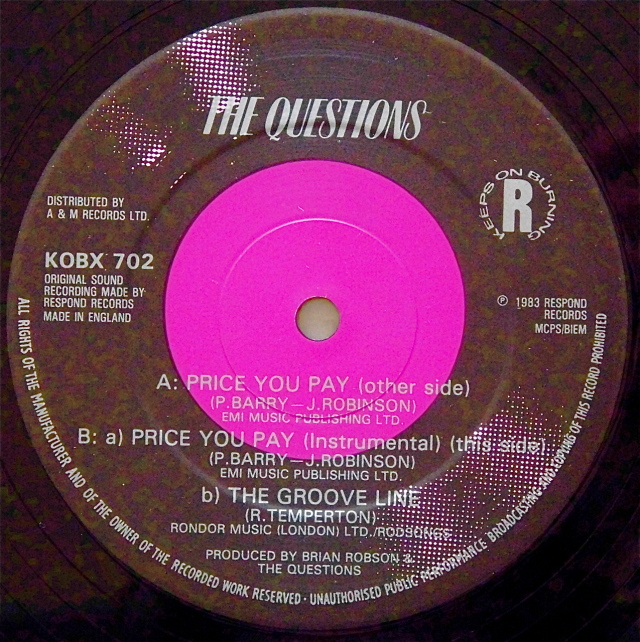 THE QUESTIONS
DISTRIBUTED BY
A & M RECORDS LTD.
KEEPS ON BURNING
R
KOBX 702
ORIGINAL SOUND
RECORDING MADE BY
RESPOND RECORDS
MADE IN ENGLAND
℗ 1983 RESPOND
RECORDS
MCPS/BIEM
A: PRICE YOU PAY (other side)
(P.BARRY—J.ROBINSON)
EMI MUSIC PUBLISHING LTD.
B: a) PRICE YOU PAY (Instrumental) (this side)
(P.BARRY—J.ROBINSON)
EMI MUSIC PUBLISHING LTD.
b) THE GROOVE LINE
(R.TEMPERTON)
RONDOR MUSIC (LONDON) LTD./RODSONGS
PRODUCED BY BRIAN ROBSON &
THE QUESTIONS
ALL RIGHTS OF THE MANUFACTURER AND OF THE OWNER OF THE RECORDED WORK RESERVED · UNAUTHORISED PUBLIC PERFORMANCE BROADCASTING AND COPYING OF THIS RECORD PROHIBITED